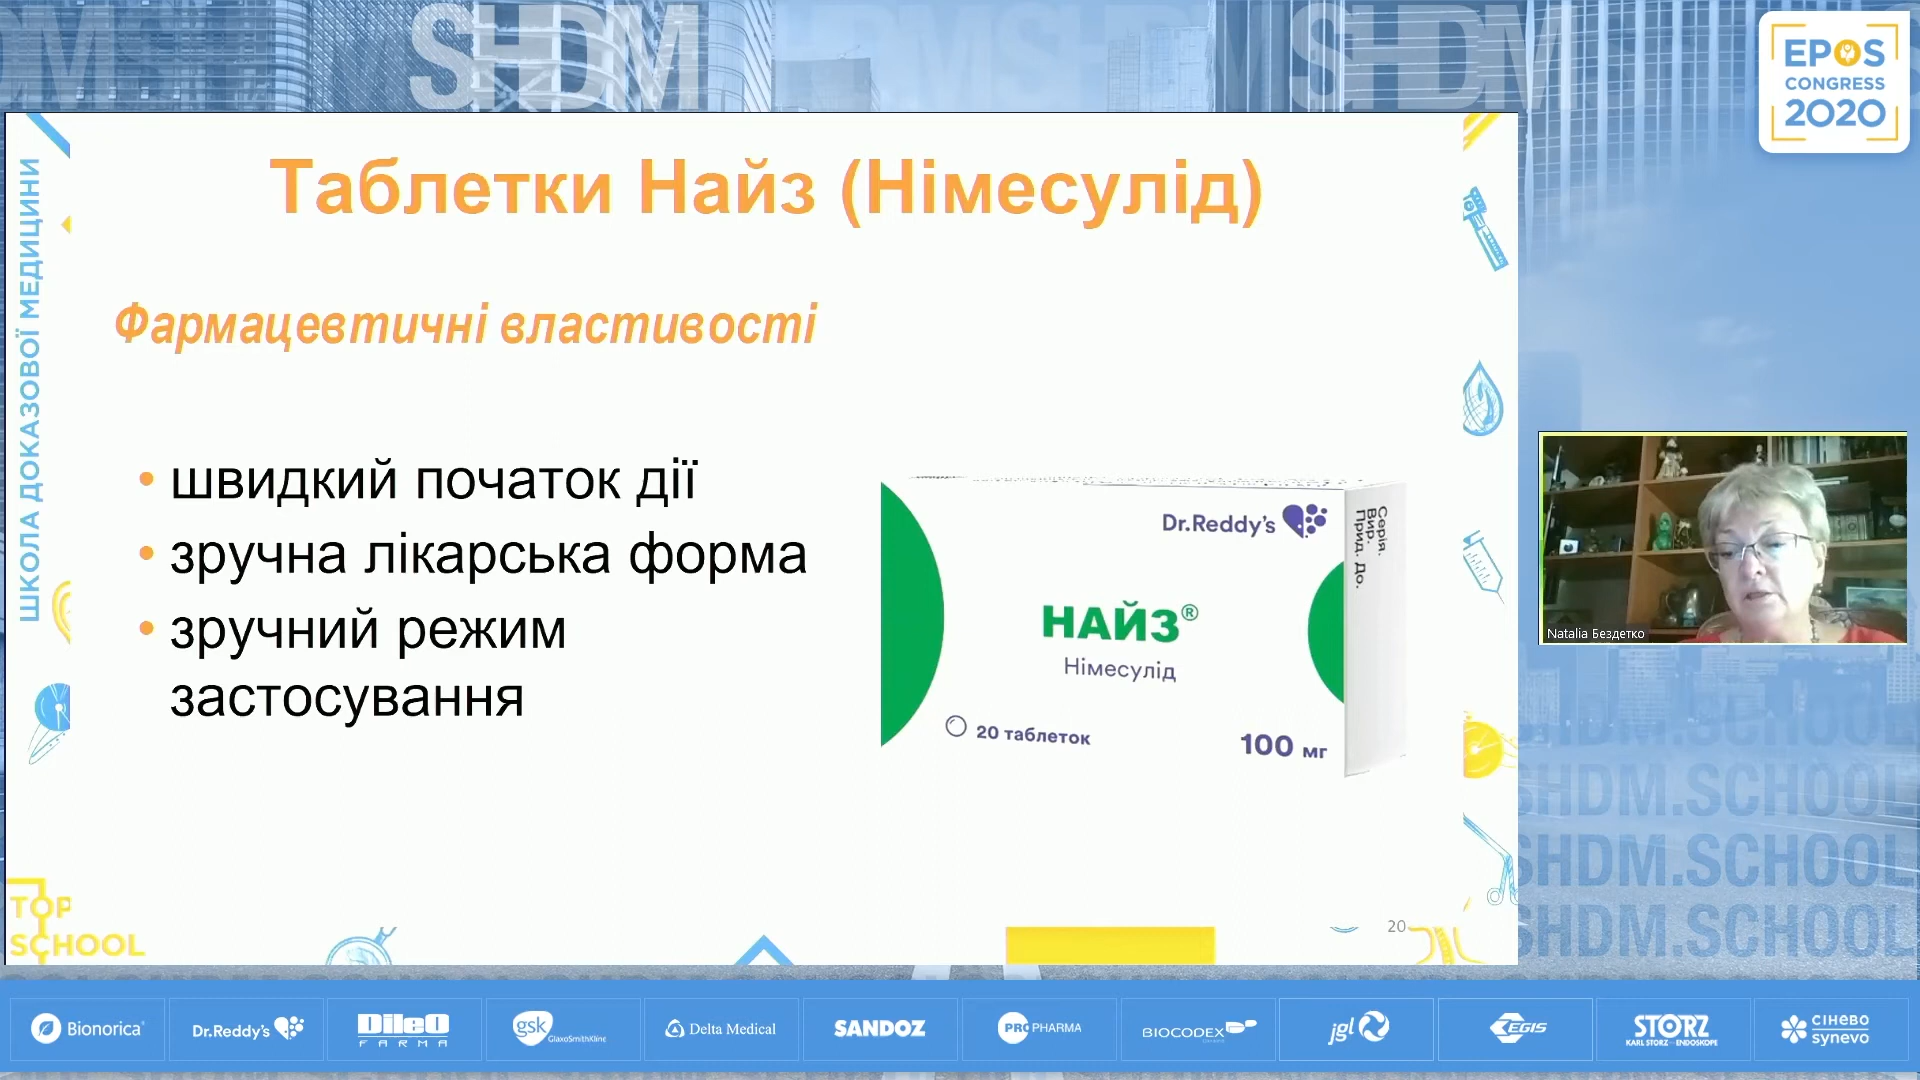 SHDM
EPOS
CONGRESS
2020
ШКОЛА ДОКАЗОВОЇ МЕДИЦИНИ
Таблетки Найз (Німесулід)
Фармацевтичні властивості
• швидкий початок дії
• зручна лікарська форма
• зручний режим
застосування
Dr.Reddy's
НАЙЗ®
Німесулід
20 таблеток
100 мг
Серія.
Вир.
Прид. До.
Natalia Бездетко
TOP
SCHOOL
20
SHDM.SCHOOL
SHDM.SCHOOL
SHDM.SCHOOL
Bionorica®
Dr.Reddy's
DileO
FARMA
gsk
GlaxoSmithKline
Delta Medical
SANDOZ
PRO PHARMA
BIOCODEX
jgl
EGIS
STORZ
KARL STORZ—ENDOSKOPE
СІНЕВО
synevo